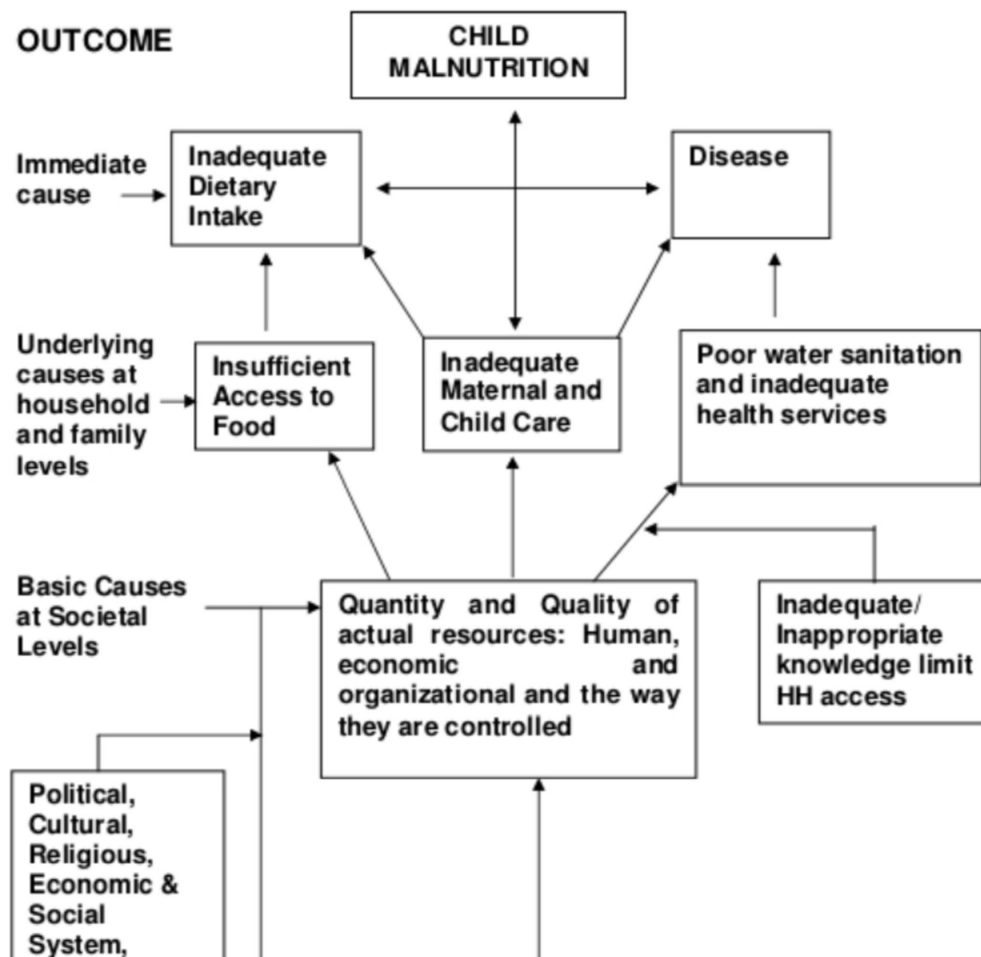 OUTCOME
CHILD
MALNUTRITION
Immediate
cause
Inadequate
Dietary
Intake
Disease
Underlying
causes at
household
and family
levels
Insufficient
Access to
Food
Inadequate
Maternal and
Child Care
Poor water sanitation
and inadequate
health services
Basic Causes
at Societal
Levels
Quantity and Quality of
actual resources: Human,
economic and
organizational and the way
they are controlled
Inadequate/
Inappropriate
knowledge limit
HH access
Political,
Cultural,
Religious,
Economic &
Social
System,